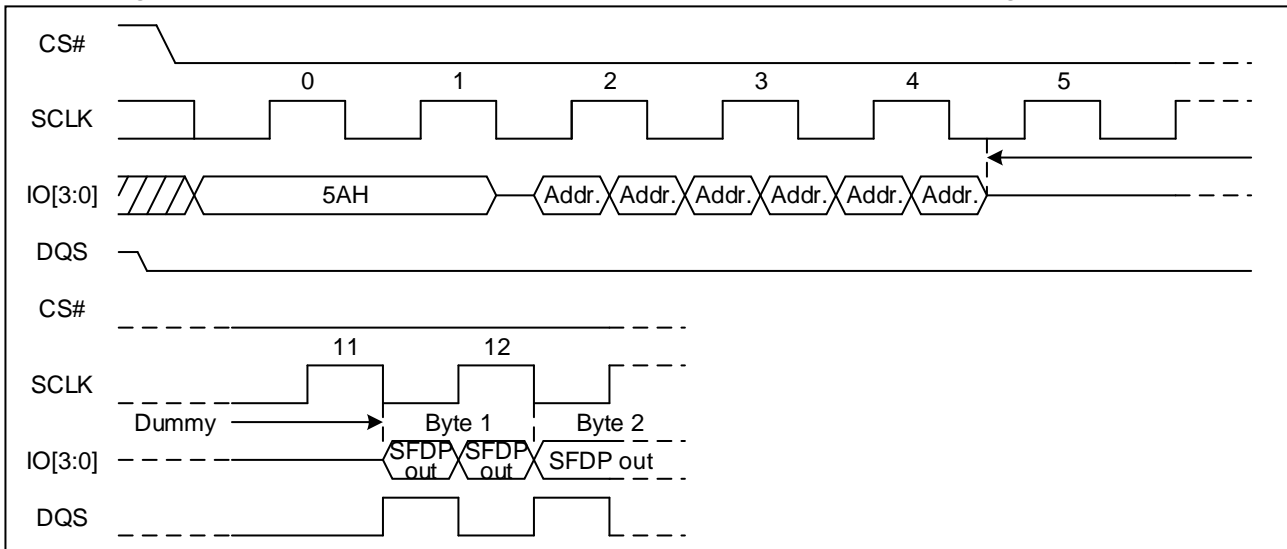 CS#
0 1 2 3 4 5
SCLK
IO[3:0] 5AH Addr. Addr. Addr. Addr. Addr. Addr.
DQS
CS#
11 12
SCLK
Dummy Byte 1 Byte 2
IO[3:0] SFDP out SFDP out SFDP out
DQS